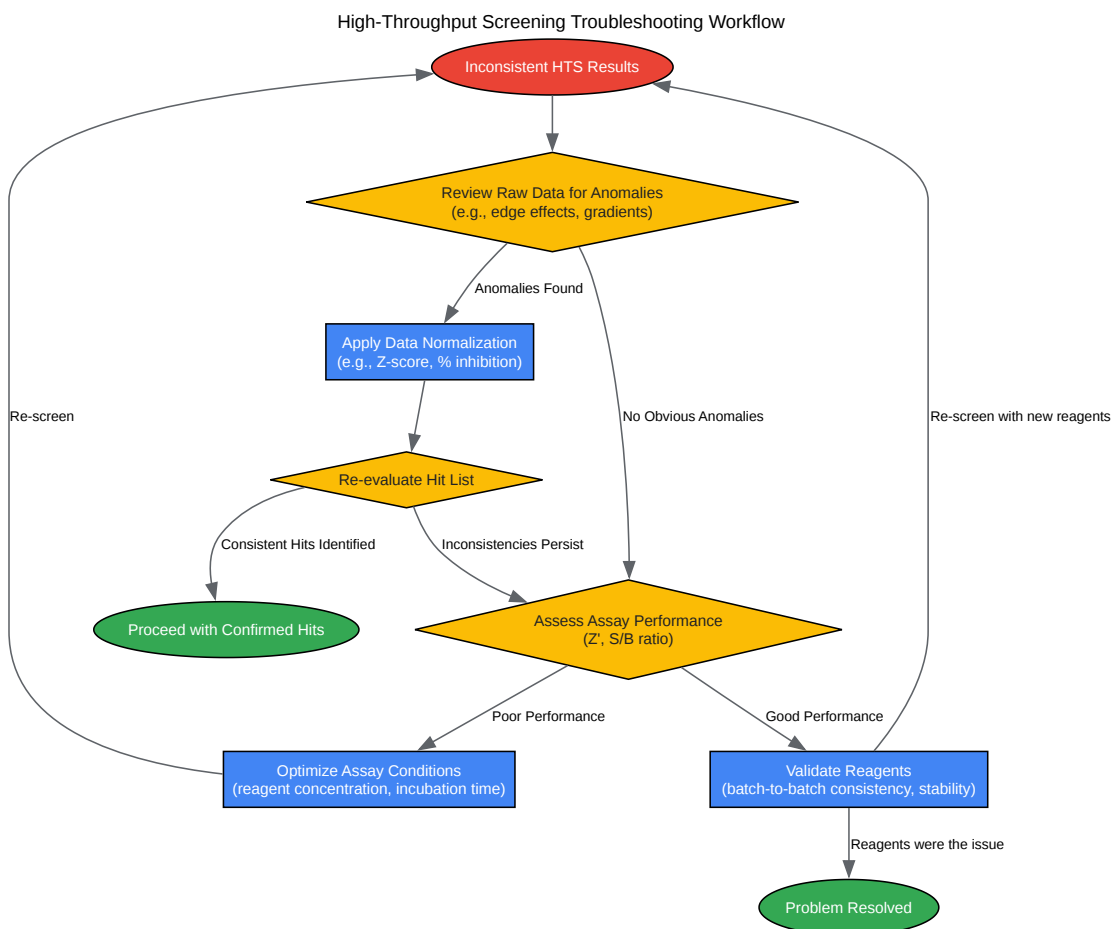 High-Throughput Screening Troubleshooting Workflow
Inconsistent HTS Results
Review Raw Data for Anomalies
(e.g., edge effects, gradients)
Anomalies Found
Apply Data Normalization
(e.g., Z-score, % inhibition)
Re-screen
No Obvious Anomalies
Re-screen with new reagents
Re-evaluate Hit List
Consistent Hits Identified
Inconsistencies Persist
Proceed with Confirmed Hits
Assess Assay Performance
(Z', S/B ratio)
Poor Performance
Good Performance
Optimize Assay Conditions
(reagent concentration, incubation time)
Validate Reagents
(batch-to-batch consistency, stability)
Reagents were the issue
Problem Resolved